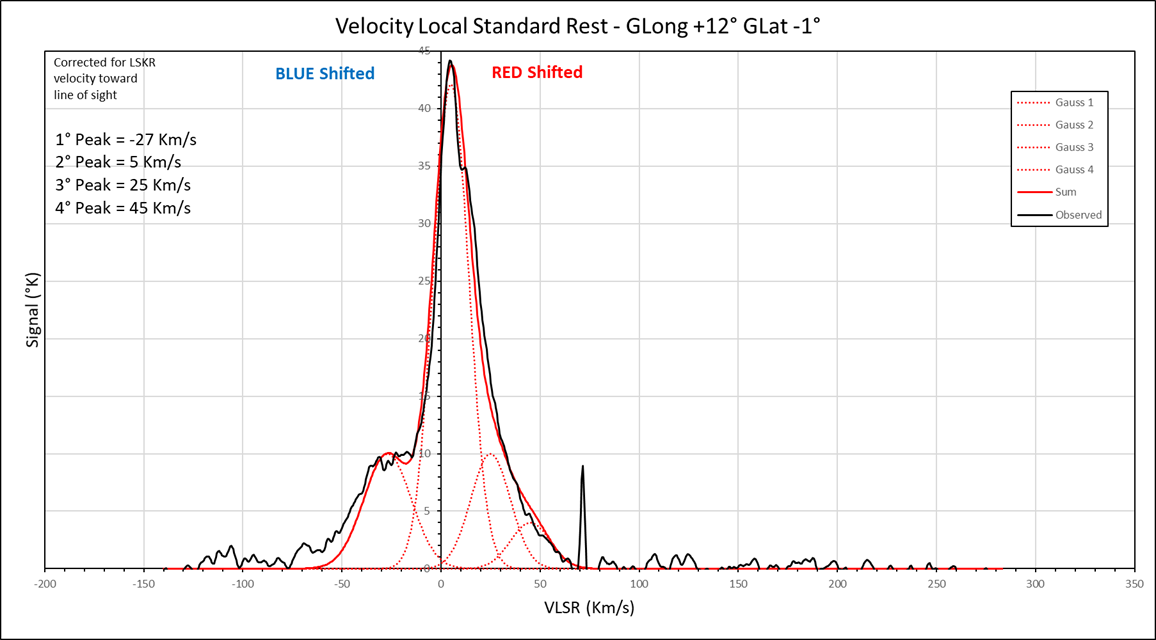 Velocity Local Standard Rest - GLong +12° GLat -1°
Corrected for LSKR
velocity toward
line of sight
BLUE Shifted
RED Shifted
1° Peak = -27 Km/s
2° Peak = 5 Km/s
3° Peak = 25 Km/s
4° Peak = 45 Km/s
Gauss 1
Gauss 2
Gauss 3
Gauss 4
Sum
Observed
Signal (°K)
45
40
35
30
25
20
15
10
5
0
-200
-150
-100
-50
0
50
100
150
200
250
300
350
VLSR (Km/s)